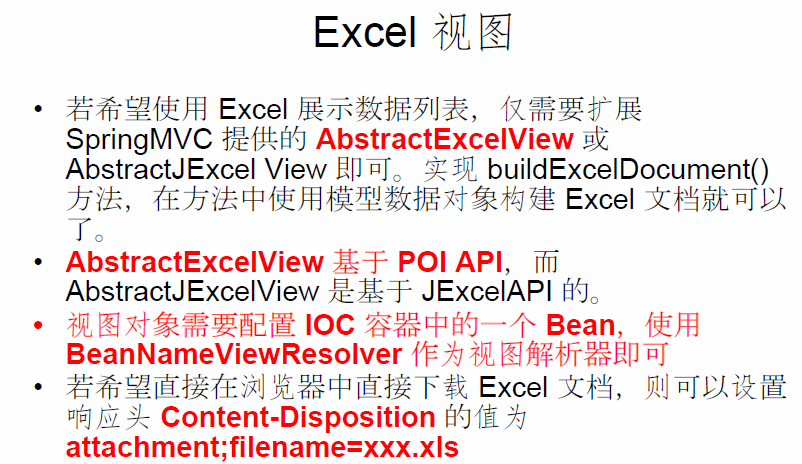 Excel 视图
• 若希望使用 Excel 展示数据列表，仅需要扩展
SpringMVC 提供的 AbstractExcelView 或
AbstractJExcel View 即可。实现 buildExcelDocument()
方法，在方法中使用模型数据对象构建 Excel 文档就可以
了。
• AbstractExcelView 基于 POI API，而
AbstractJExcelView 是基于 JExcelAPI 的。
• 视图对象需要配置 IOC 容器中的一个 Bean，使用
BeanNameViewResolver 作为视图解析器即可
• 若希望直接在浏览器中直接下载 Excel 文档，则可以设置
响应头 Content-Disposition 的值为
attachment;filename=xxx.xls